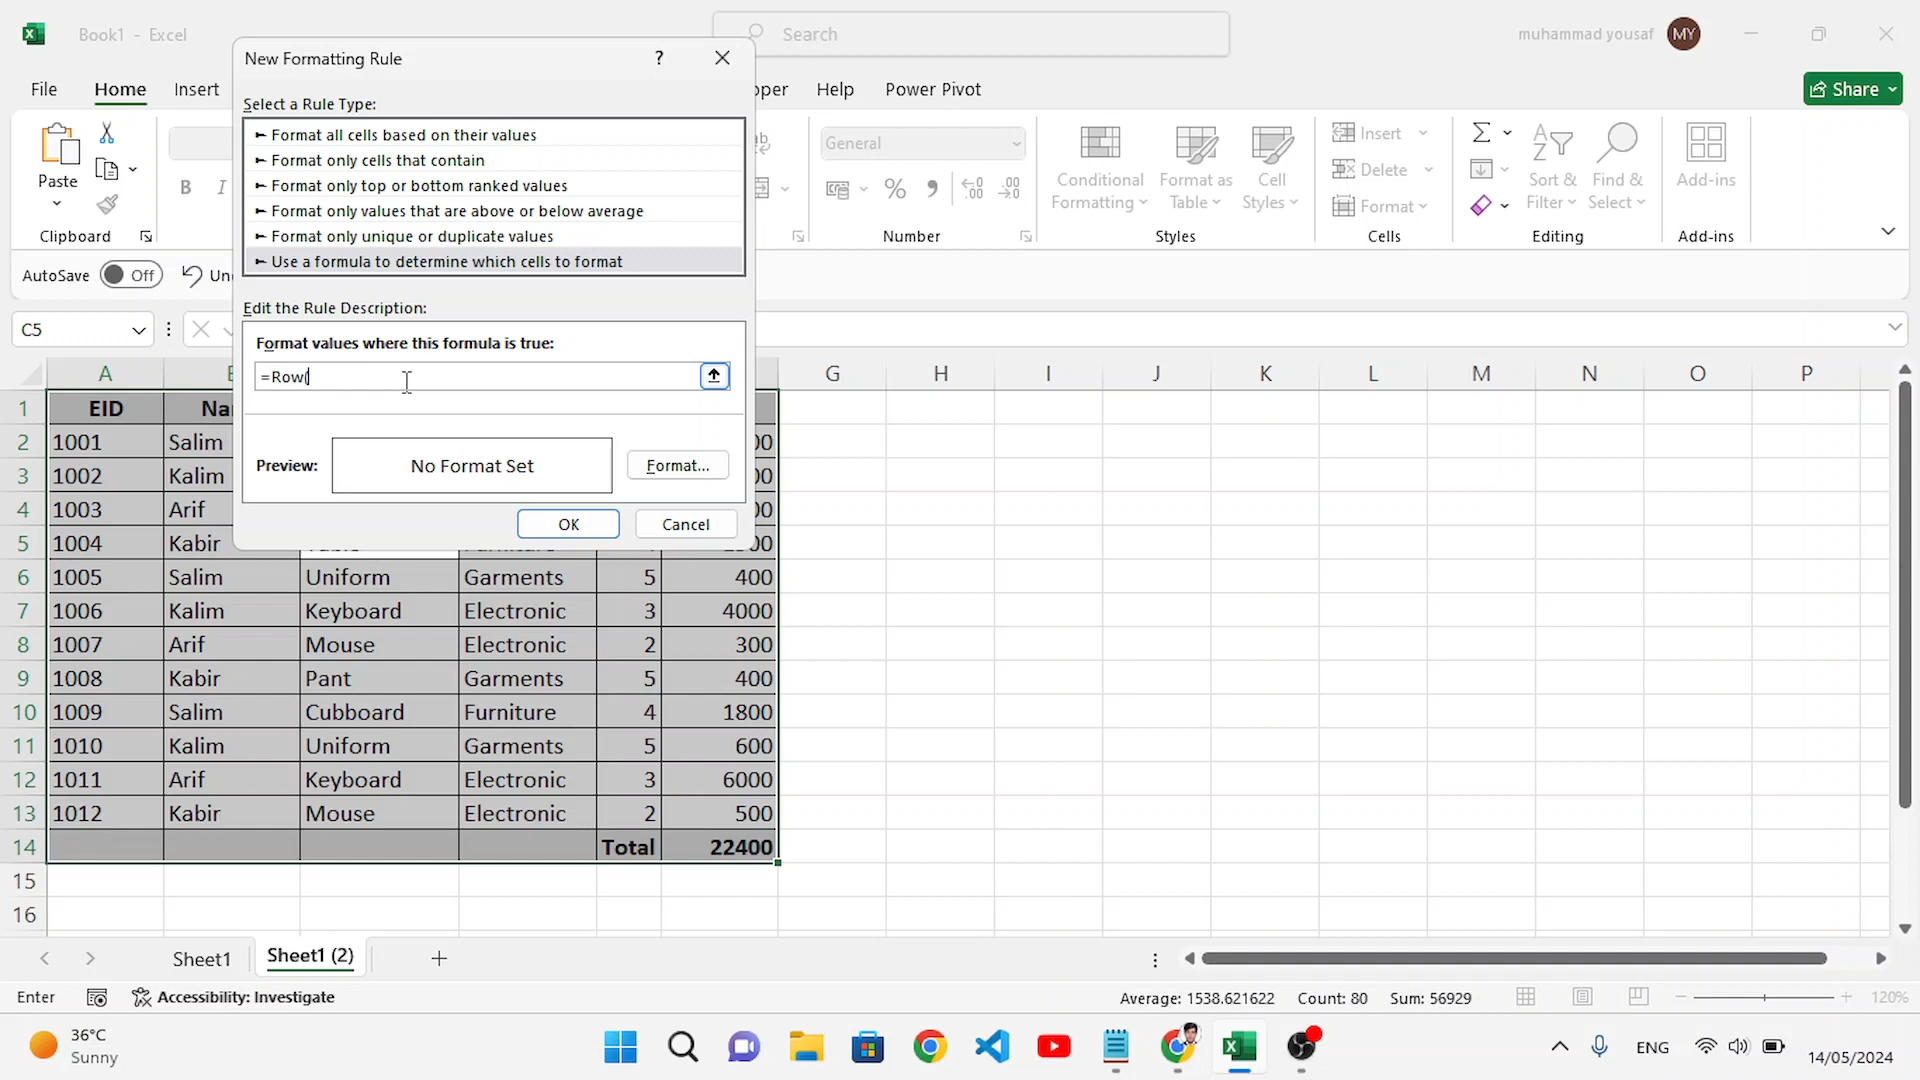 Book1 - Excel
Search
muhammad yousaf
MY
New Formatting Rule
?
File
Home
Insert
Help
Power Pivot
Share
Select a Rule Type:
► Format all cells based on their values
► Format only cells that contain
► Format only top or bottom ranked values
► Format only values that are above or below average
► Format only unique or duplicate values
► Use a formula to determine which cells to format
Paste
B
I
Clipboard
General
Number
Conditional Formatting
Format as Table
Cell Styles
Styles
Insert
Delete
Format
Cells
Sort & Filter
Find & Select
Editing
Add-ins
Add-ins
AutoSave
Off
Edit the Rule Description:
C5
Format values where this formula is true:
=Row(
Preview:
No Format Set
Format...
OK
Cancel
A G H I J K L M N O P
1 EID
2 1001 Salim
3 1002 Kalim
4 1003 Arif
5 1004 Kabir
6 1005 Salim Uniform Garments 5 400
7 1006 Kalim Keyboard Electronic 3 4000
8 1007 Arif Mouse Electronic 2 300
9 1008 Kabir Pant Garments 5 400
10 1009 Salim Cubboard Furniture 4 1800
11 1010 Kalim Uniform Garments 5 600
12 1011 Arif Keyboard Electronic 3 6000
13 1012 Kabir Mouse Electronic 2 500
14 Total 22400
15
16
Sheet1
Sheet1 (2)
Enter
Accessibility: Investigate
Average: 1538.621622
Count: 80
Sum: 56929
120%
36°C
Sunny
ENG
14/05/2024